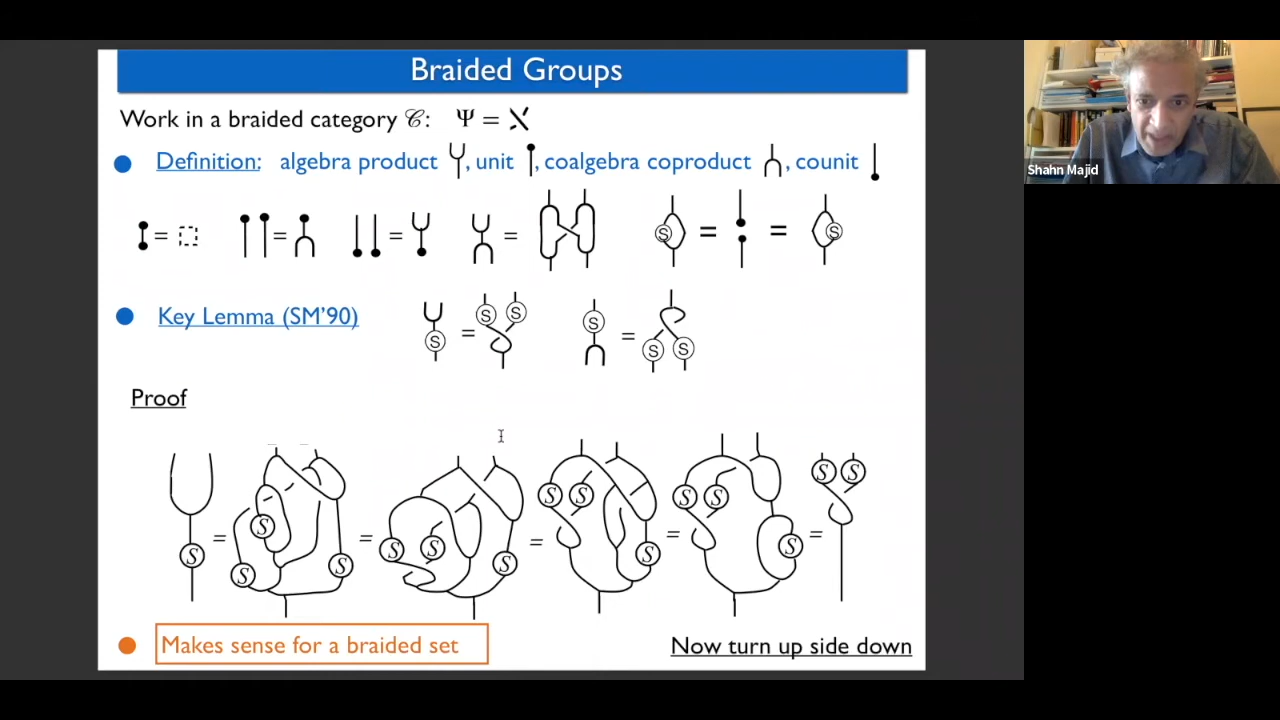 Braided Groups
Shahn Majid
Work in a braided category 𝒞: Ψ =
Definition: algebra product , unit , coalgebra coproduct , counit
= = = = = =
S S
Key Lemma (SM'90)
S = S S S = S S
Proof
S = S S S = S S S = S S S = S S S = S S
Makes sense for a braided set
Now turn up side down